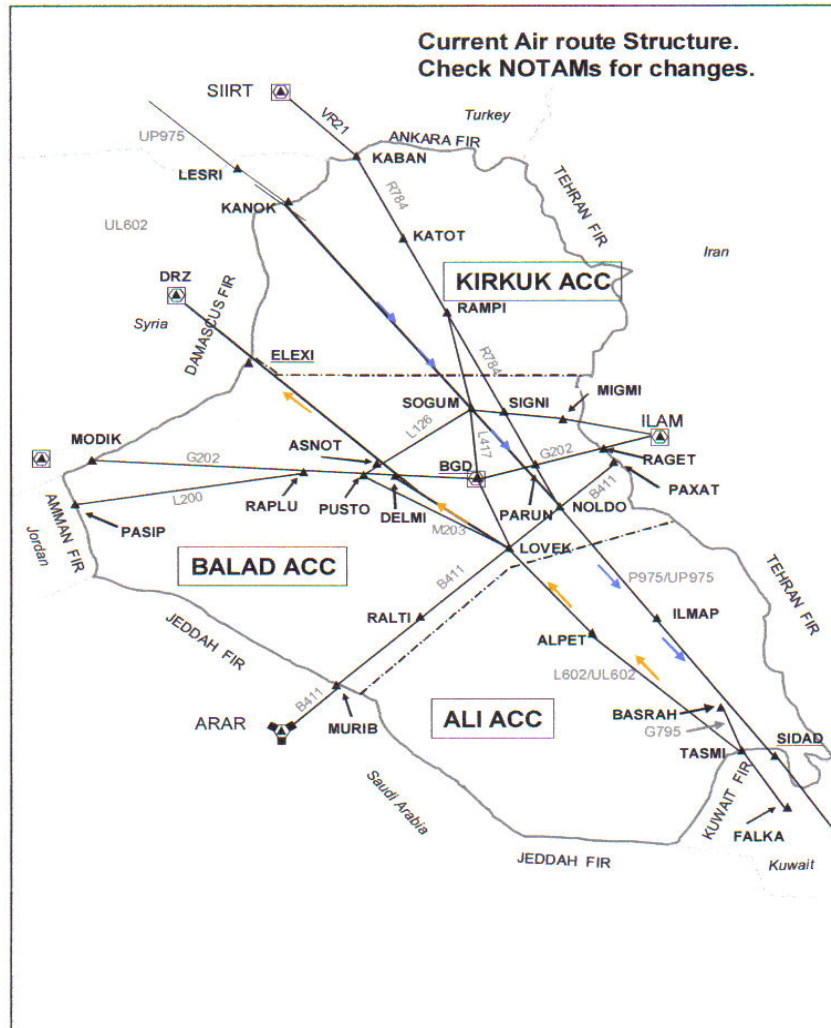 Current Air route Structure.
Check NOTAMs for changes.
SIIRT
VR21
Turkey
UP975
ANKARA FIR
KABAN
LESRI
KANOK
R784
TEHRAN FIR
UL602
KATOT
Iran
DRZ
KIRKUK ACC
DAMASCUS FIR
RAMPI
Syria
ELEXI
R784
MIGMI
SOGUM
SIGNI
ILAM
L126
MODIK
ASNOT
L417
G202
BGD
G202
RAGET
L200
RAPLU
PUSTO
DELMI
PARUN
NOLDO
B411
PAXAT
AMMAN FIR
PASIP
M203
Jordan
LOVEK
BALAD ACC
B411
P975/UP975
TEHRAN FIR
JEDDAH FIR
RALTI
ILMAP
ALPET
L602/UL602
B411
ARAR
MURIB
ALI ACC
BASRAH
G795
SIDAD
TASMI
Saudi Arabia
KUWAIT FIR
FALKA
JEDDAH FIR
Kuwait